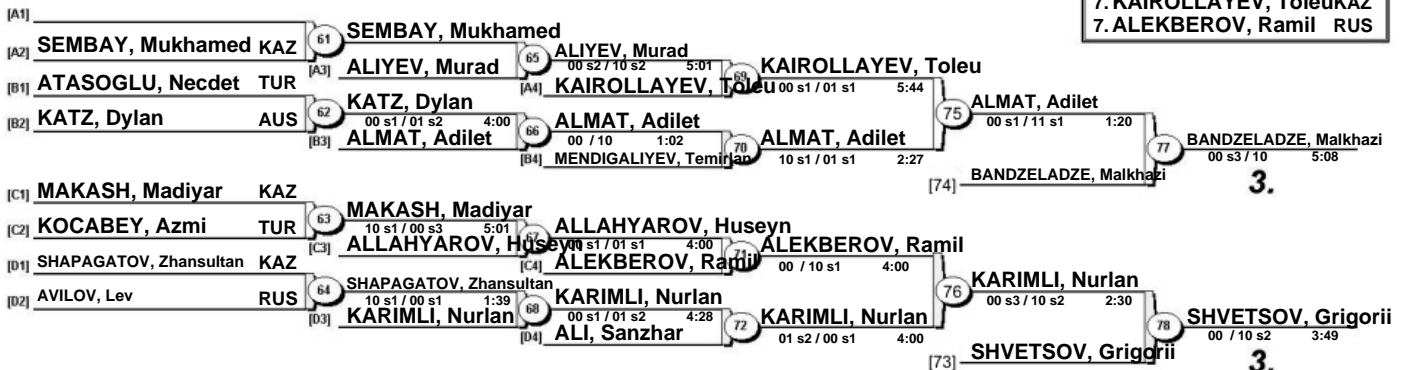 7. KAIROLLAYEV, Toleu KAZ
7. ALEKBEROV, Ramil RUS
[A1]
[A2] SEMBAY, Mukhamed KAZ
61
SEMBAY, Mukhamed
[A3] ALIYEV, Murad
65
ALIYEV, Murad
00 s2 / 10 s2 5:01
[A4] KAIROLLAYEV, Toleu
69
KAIROLLAYEV, Toleu
00 s1 / 01 s1 5:44
[B1] ATASOGLU, Necdet TUR
[B2] KATZ, Dylan AUS
62
KATZ, Dylan
00 s1 / 01 s2 4:00
[B3] ALMAT, Adilet
66
ALMAT, Adilet
00 / 10 1:02
[B4] MENDIGALIYEV, Temirlan
70
ALMAT, Adilet
10 s1 / 01 s1 2:27
75
ALMAT, Adilet
00 s1 / 11 s1 1:20
[74] BANDZELADZE, Malkhazi
77
BANDZELADZE, Malkhazi
00 s3 / 10 5:08
3.
[C1] MAKASH, Madiyar KAZ
[C2] KOCABEY, Azmi TUR
63
MAKASH, Madiyar
10 s1 / 00 s3 5:01
[C3] ALLAHYAROV, Huseyn
67
ALLAHYAROV, Huseyn
00 s1 / 01 s1 4:00
[C4] ALEKBEROV, Ramil
71
ALEKBEROV, Ramil
00 / 10 s1 4:00
[D1] SHAPAGATOV, Zhansultan KAZ
[D2] AVILOV, Lev RUS
64
SHAPAGATOV, Zhansultan
10 s1 / 00 s1 1:39
[D3] KARIMLI, Nurlan
68
KARIMLI, Nurlan
00 s1 / 01 s2 4:28
[D4] ALI, Sanzhar
72
KARIMLI, Nurlan
01 s2 / 00 s1 4:00
76
KARIMLI, Nurlan
00 s3 / 10 s2 2:30
[73] SHVETSOV, Grigorii
78
SHVETSOV, Grigorii
00 / 10 s2 3:49
3.